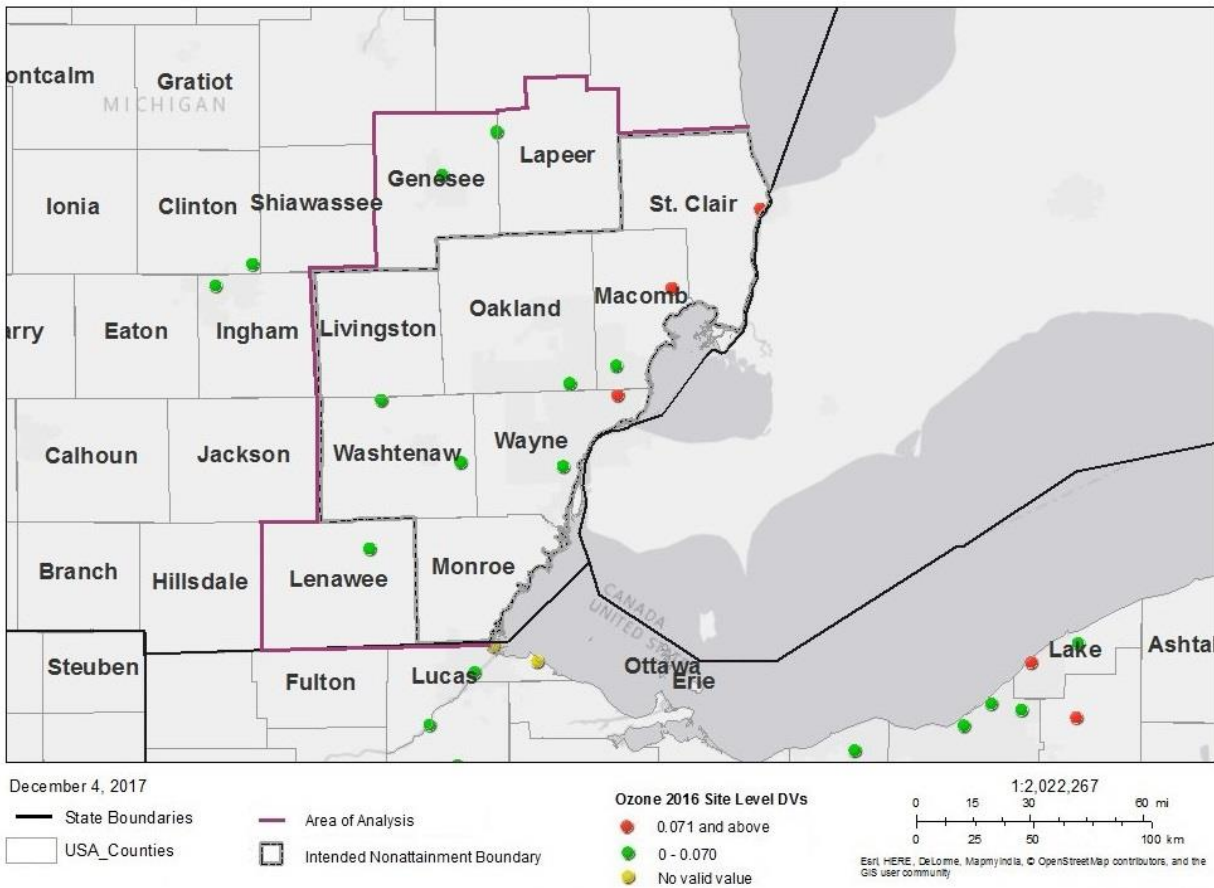 ontcalm
Gratiot
MICHIGAN
Genesee
Lapeer
Ionia
Clinton
Shiawassee
St. Clair
arry
Eaton
Ingham
Livingston
Oakland
Macomb
Calhoun
Jackson
Washtenaw
Wayne
Branch
Hillsdale
Lenawee
Monroe
CANADA
Steuben
Fulton
Lucas
Ottawa
Erie
Lake
Ashtal
December 4, 2017
State Boundaries
USA_Counties
Area of Analysis
Intended Nonattainment Boundary
Ozone 2016 Site Level DVs
0.071 and above
0 - 0.070
No valid value
1:2,022,267
0 15 30 60 mi
0 25 50 100 km
Esri, HERE, DeLorme, MapmyIndia, © OpenStreetMap contributors, and the
GIS user community